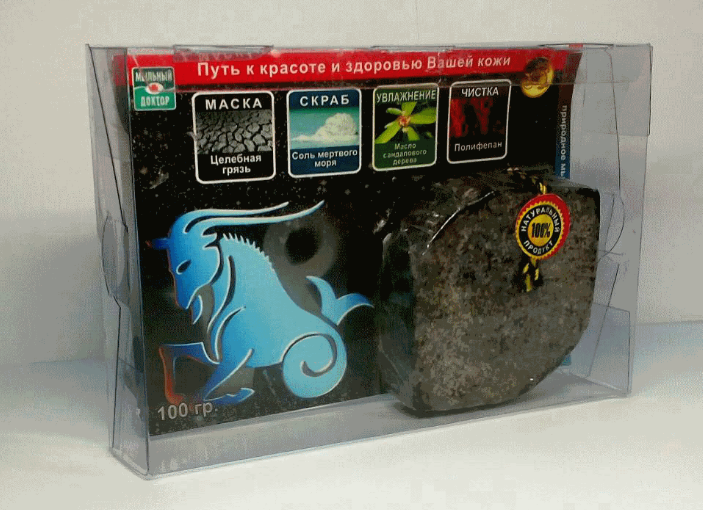 Путь к красоте и здоровью Вашей кожи
МЫЛЬНЫЙ
ДОКТОР
МАСКА
Целебная
грязь
СКРАБ
Соль мертвого
моря
УВЛАЖНЕНИЕ
Масло
сандалового
дерева
ЧИСТКА
Полифепан
природное
НАТУРАЛЬНЫЙ
100%
ПРОДУКТ
100 гр.